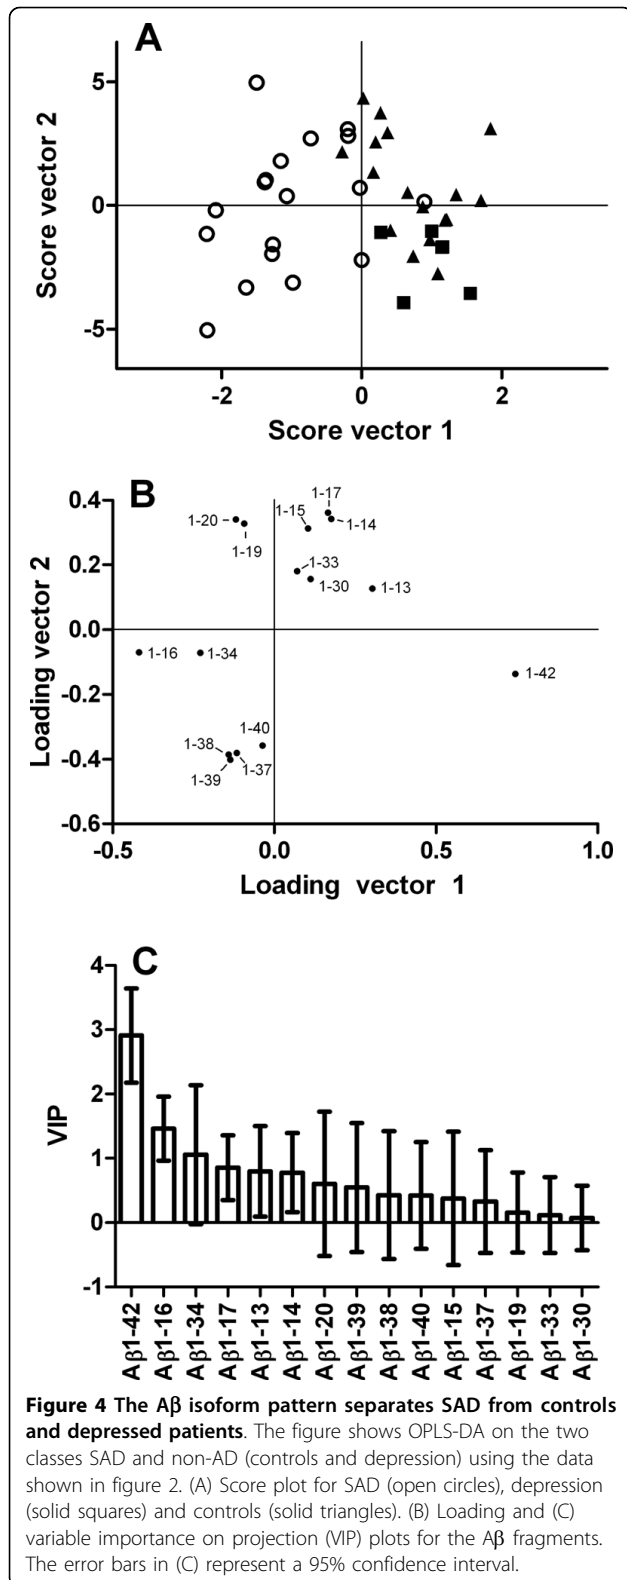 A
Score vector 2
5
0
-5
-2
0
2
Score vector 1
B
Loading vector 2
0.4
0.2
0.0
-0.2
-0.4
-0.6
1-17
1-20
1-15
1-14
1-19
1-33
1-30
1-13
1-16
1-34
1-42
1-40
1-38
1-37
1-39
-0.5
0.0
0.5
1.0
Loading vector 1
C
VIP
4
3
2
1
0
-1
Aβ1-42
Aβ1-16
Aβ1-34
Aβ1-17
Aβ1-13
Aβ1-14
Aβ1-20
Aβ1-39
Aβ1-38
Aβ1-40
Aβ1-15
Aβ1-37
Aβ1-19
Aβ1-33
Aβ1-30
Figure 4 The Aβ isoform pattern separates SAD from controls
and depressed patients. The figure shows OPLS-DA on the two
classes SAD and non-AD (controls and depression) using the data
shown in figure 2. (A) Score plot for SAD (open circles), depression
(solid squares) and controls (solid triangles). (B) Loading and (C)
variable importance on projection (VIP) plots for the Aβ fragments.
The error bars in (C) represent a 95% confidence interval.